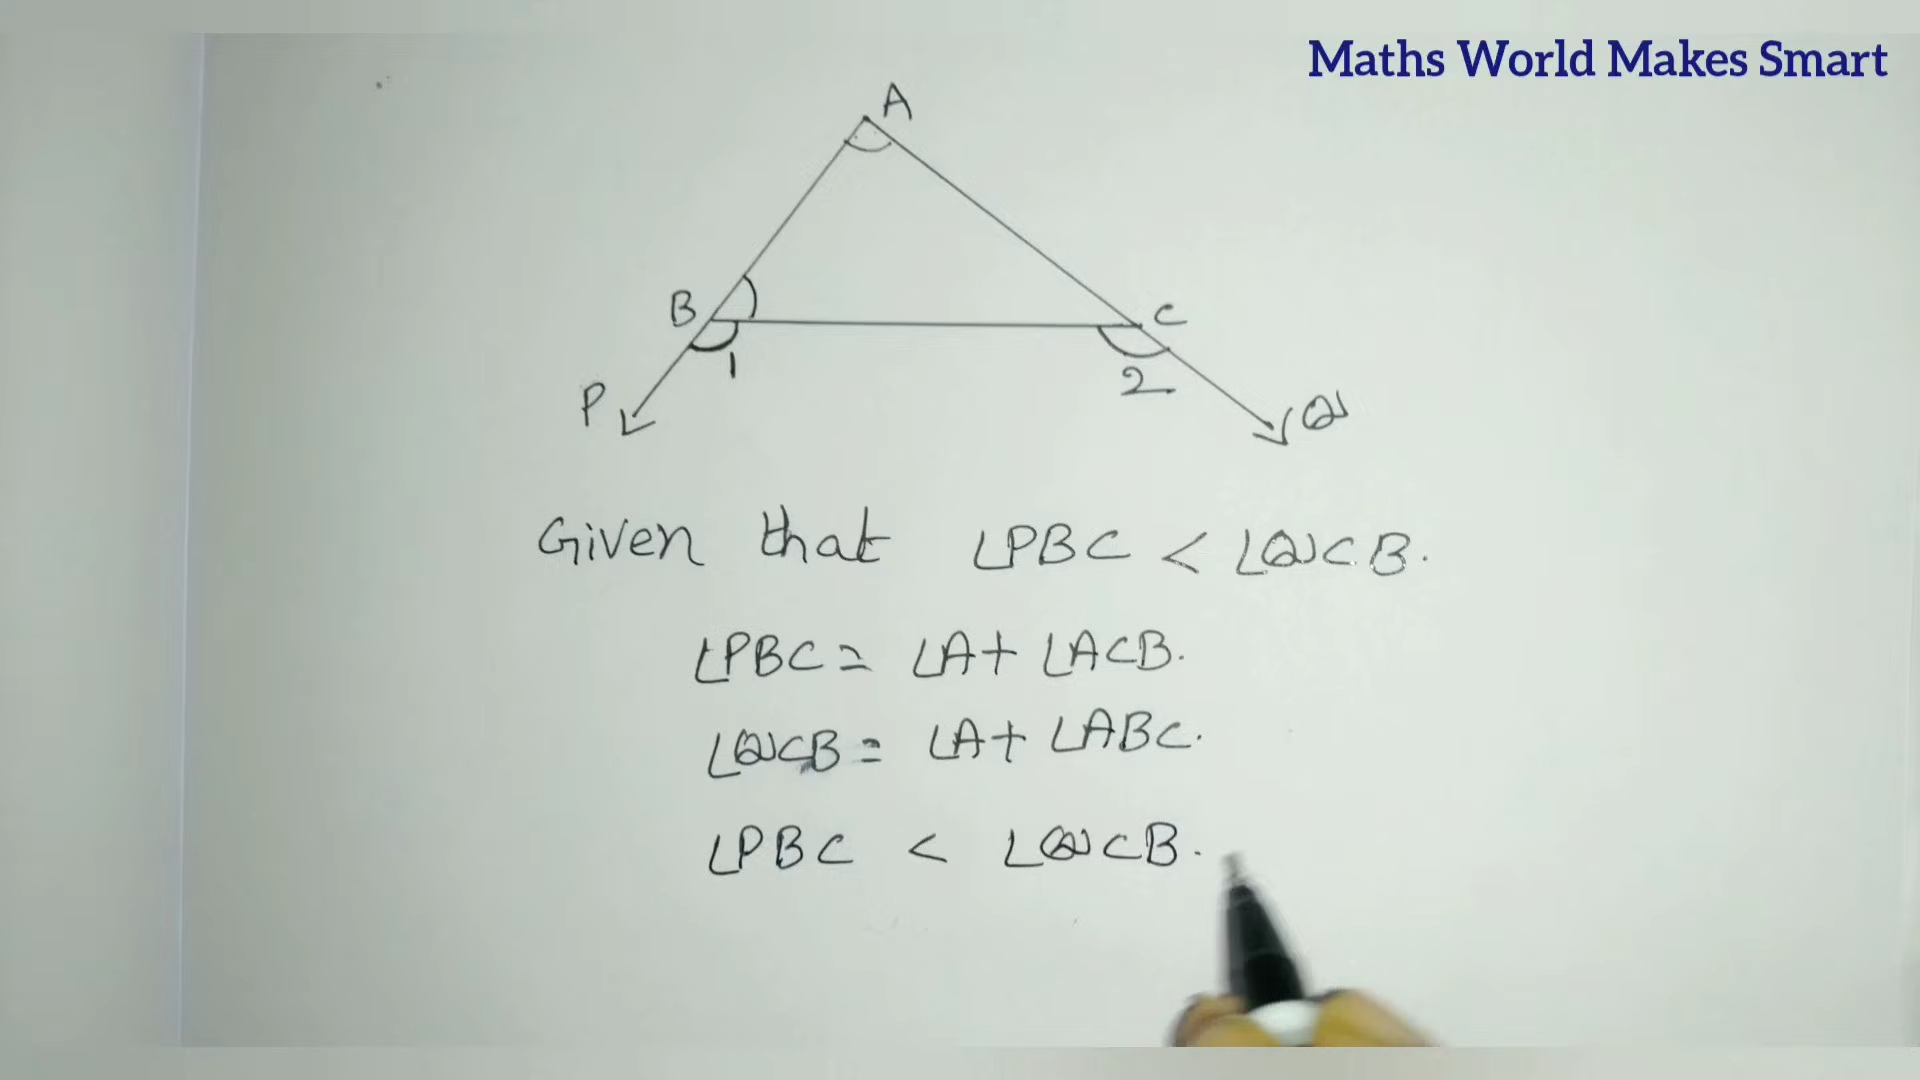 Maths World Makes Smart
A
B
C
1
2
P
Q
Given that ∠PBC < ∠QCB.
∠PBC = ∠A + ∠ACB.
∠QCB = ∠A + ∠ABC.
∠PBC < ∠QCB.